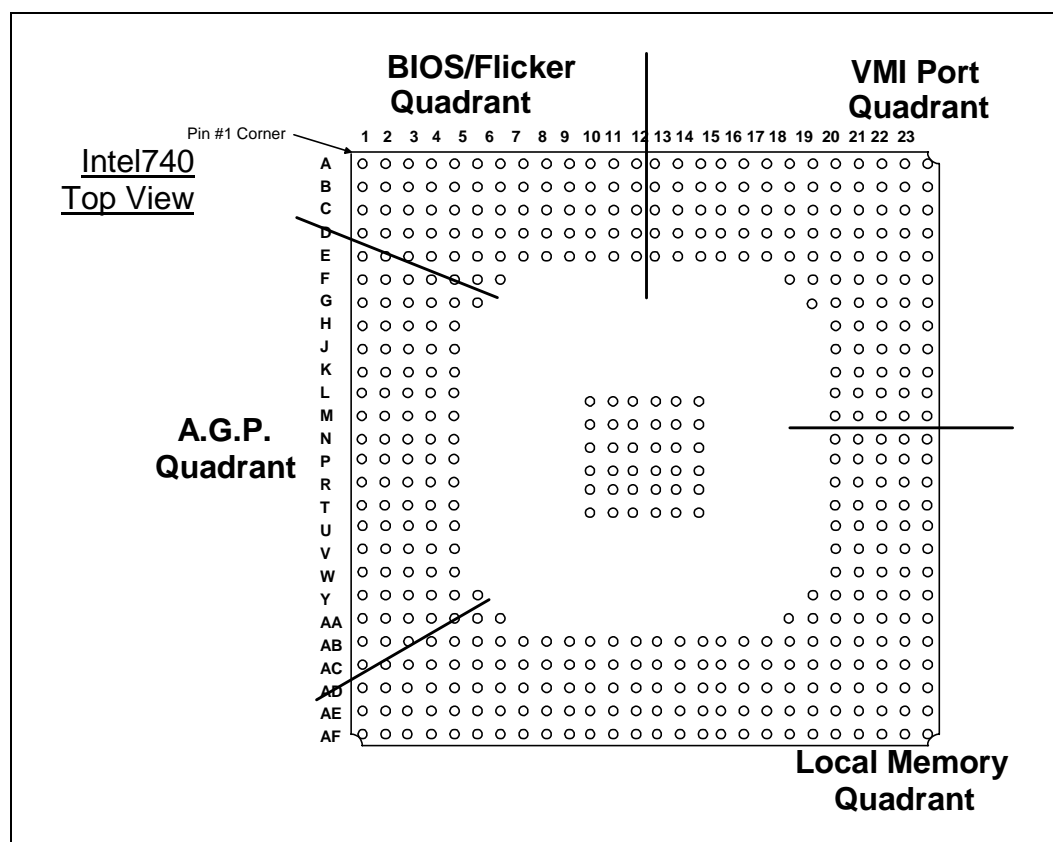 BIOS/Flicker
Quadrant
VMI Port
Quadrant
Pin #1 Corner
1 2 3 4 5 6 7 8 9 10 11 12 13 14 15 16 17 18 19 20 21 22 23
Intel740
Top View
A
B
C
D
E
F
G
H
J
K
L
M
N
P
R
T
U
V
W
Y
AA
AB
AC
AD
AE
AF
A.G.P.
Quadrant
Local Memory
Quadrant